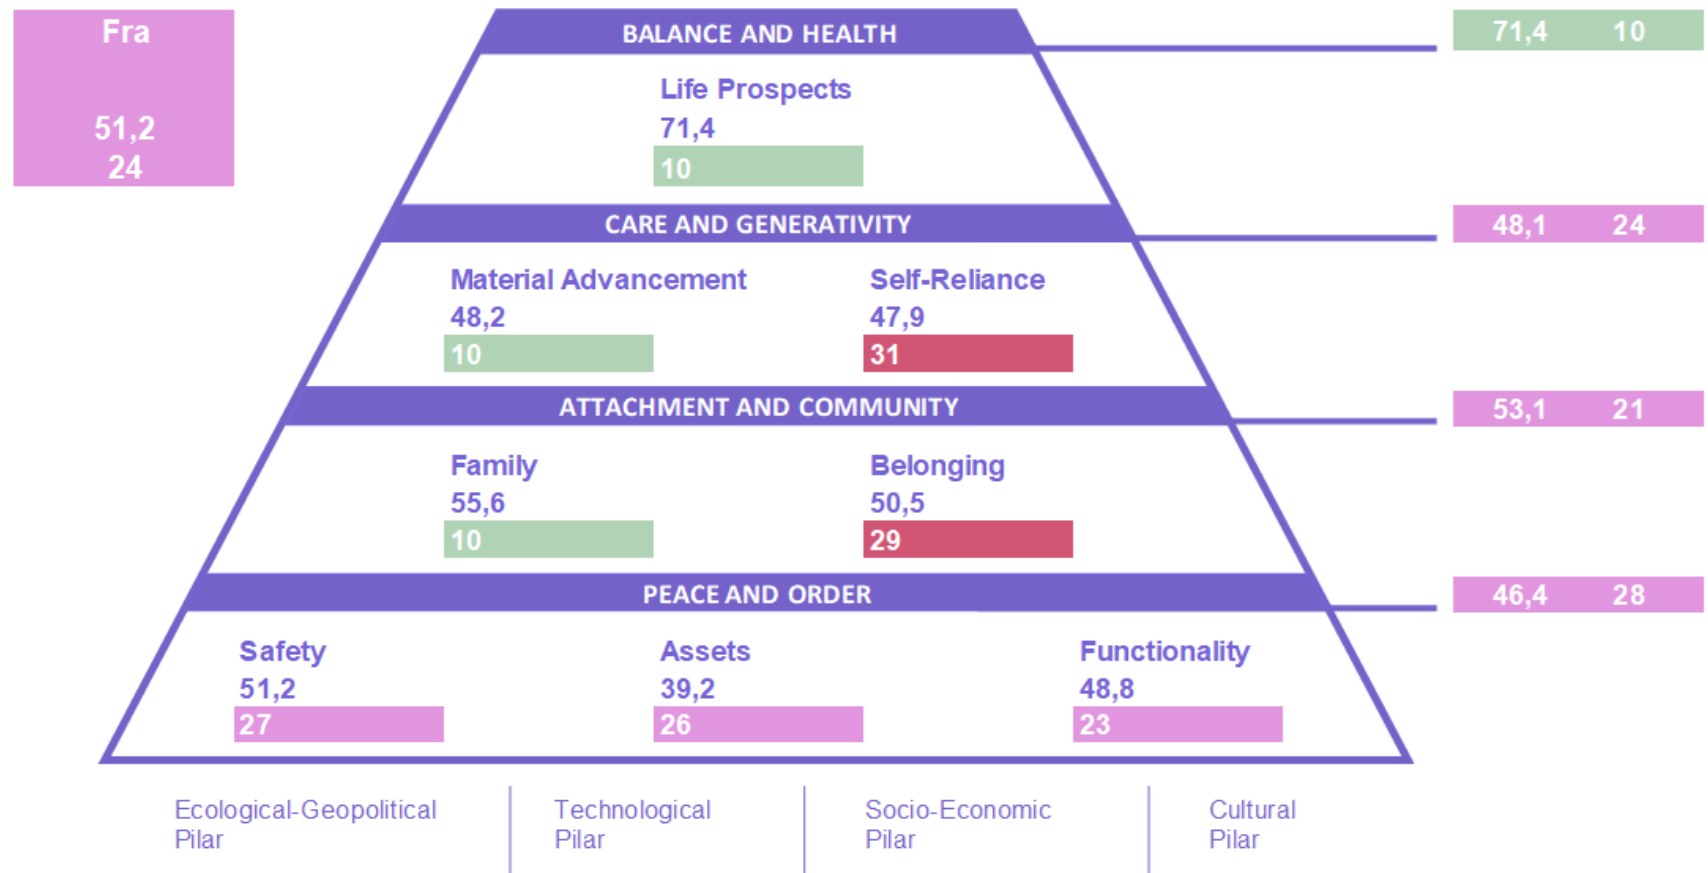 Fra
51,2
24
BALANCE AND HEALTH
71,4 10
Life Prospects
71,4
10
CARE AND GENERATIVITY
48,1 24
Material Advancement
48,2
10
Self-Reliance
47,9
31
ATTACHMENT AND COMMUNITY
53,1 21
Family
55,6
10
Belonging
50,5
29
PEACE AND ORDER
46,4 28
Safety
51,2
27
Assets
39,2
26
Functionality
48,8
23
Ecological-Geopolitical
Pilar
Technological
Pilar
Socio-Economic
Pilar
Cultural
Pilar